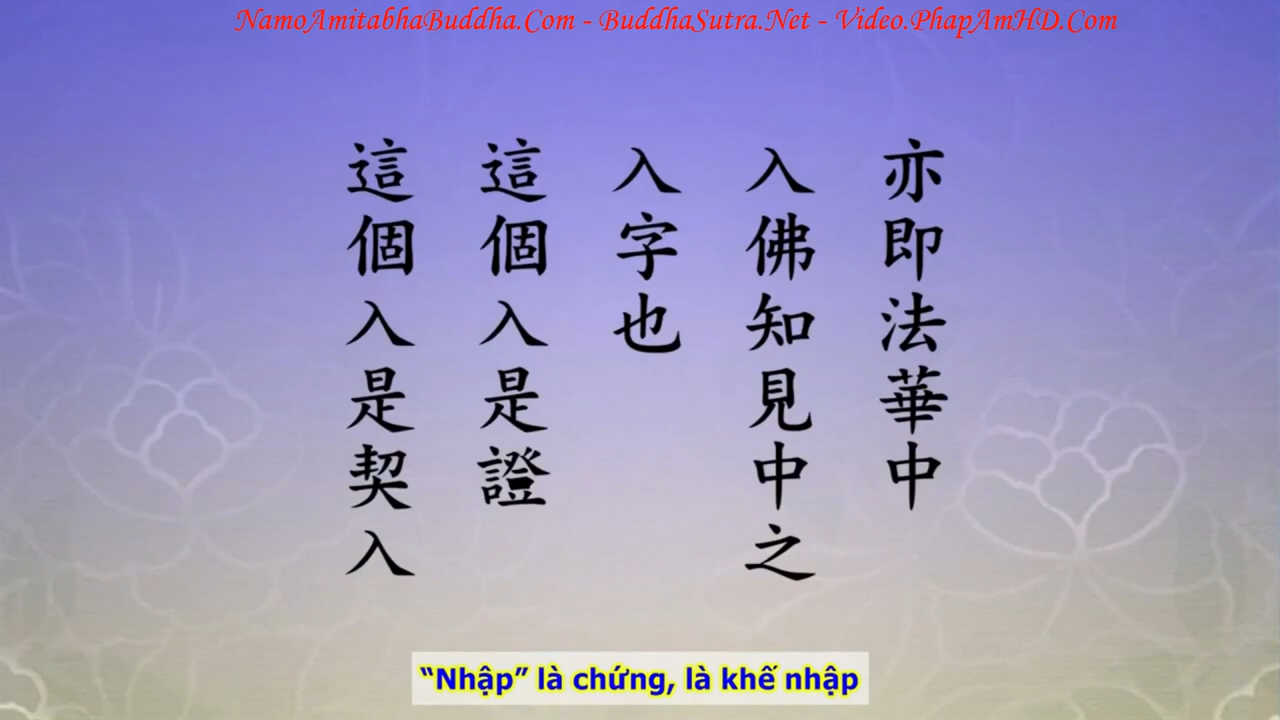 NamoAmitabhaBuddha.Com - BuddhaSutra.Net - Video.PhapAmHD.Com
亦即法華中
入佛知見中之
入字也
這個入是證
這個入是契入
“Nhập” là chứng, là khế nhập